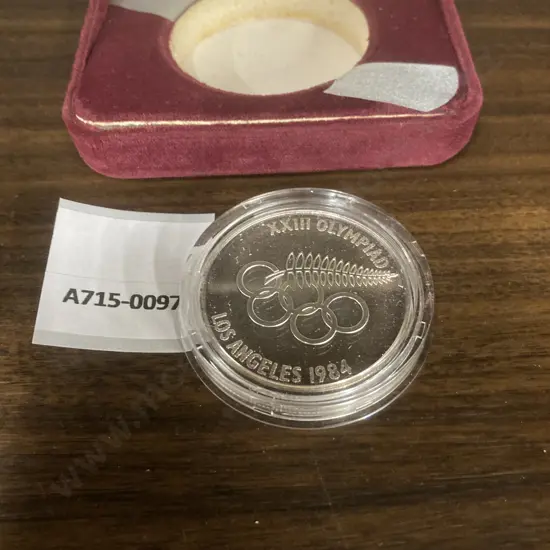 XXIII OLYMPIAD
LOS ANGELES 1984
A715-0097